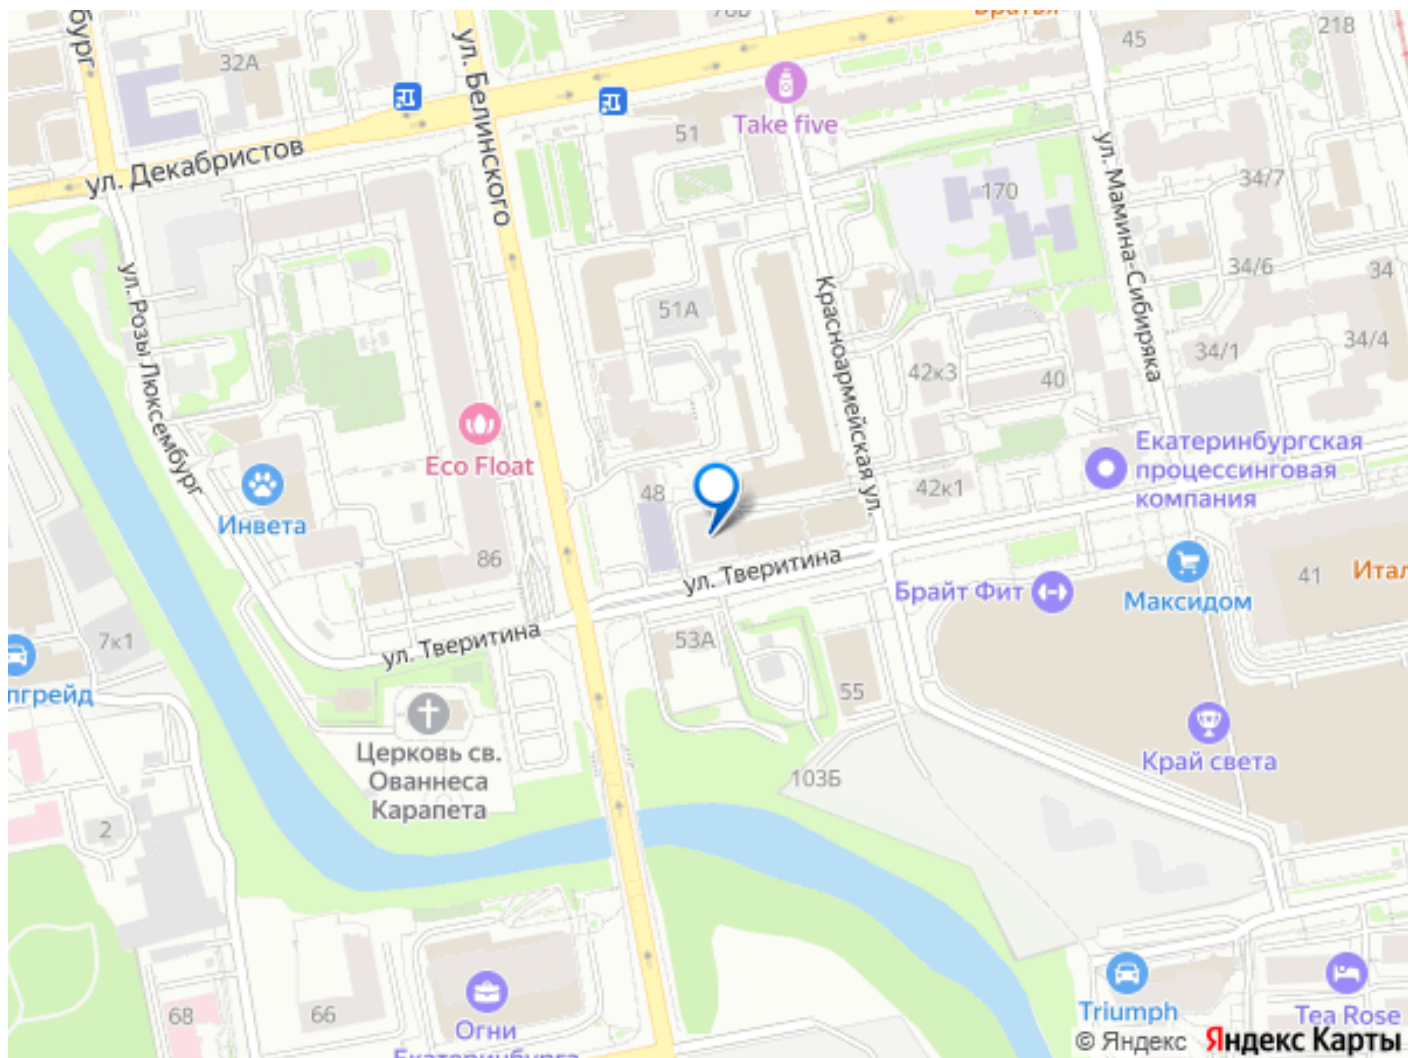 Братья
45
218
32А
ул. Белинского
Take five
51
ул. Декабристов
170
34/7
ул. Мамина-Сибиряка
34/6
34
ул. Розы Люксембург
51А
Красноармейская ул.
34/1
34/4
42к3
40
Eco Float
Екатеринбургская
процессинговая
компания
48
42к1
Инвета
86
ул. Тверитина
Брайт Фит
Максидом
41
7к1
ул. Тверитина
53А
55
Церковь св.
Ованнеса
Карапета
103Б
Край света
2
68
66
Огни
Екатеринбурга
Triumph
Tea Rose
© Яндекс Яндекс Карты